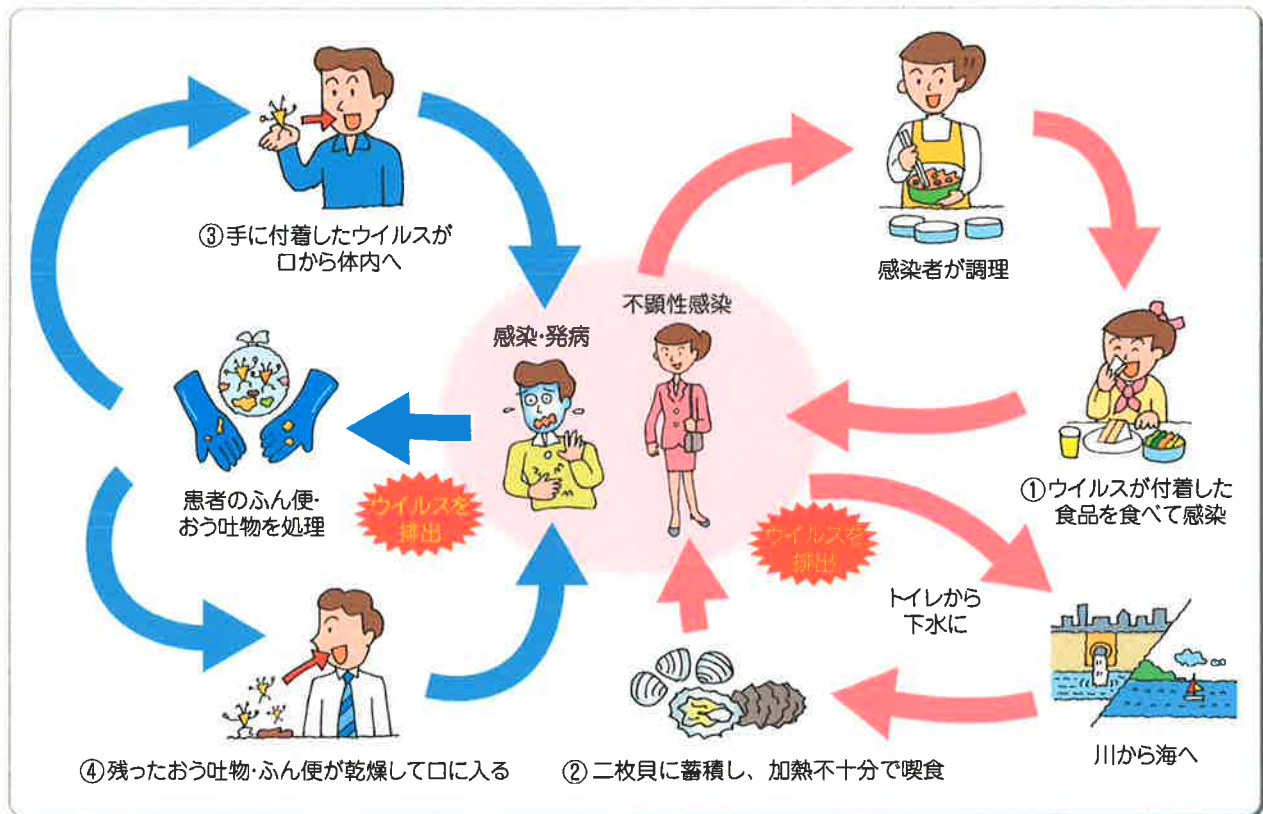 ③手に付着したウイルスが
口から体内へ
感染者が調理
不顕性感染
感染・発病
患者のふん便・
おう吐物を処理
ウイルスを
排出
①ウイルスが付着した
食品を食べて感染
ウイルスを
排出
トイレから
下水に
川から海へ
④残ったおう吐物・ふん便が乾燥して口に入る
②二枚貝に蓄積し、加熱不十分で喫食